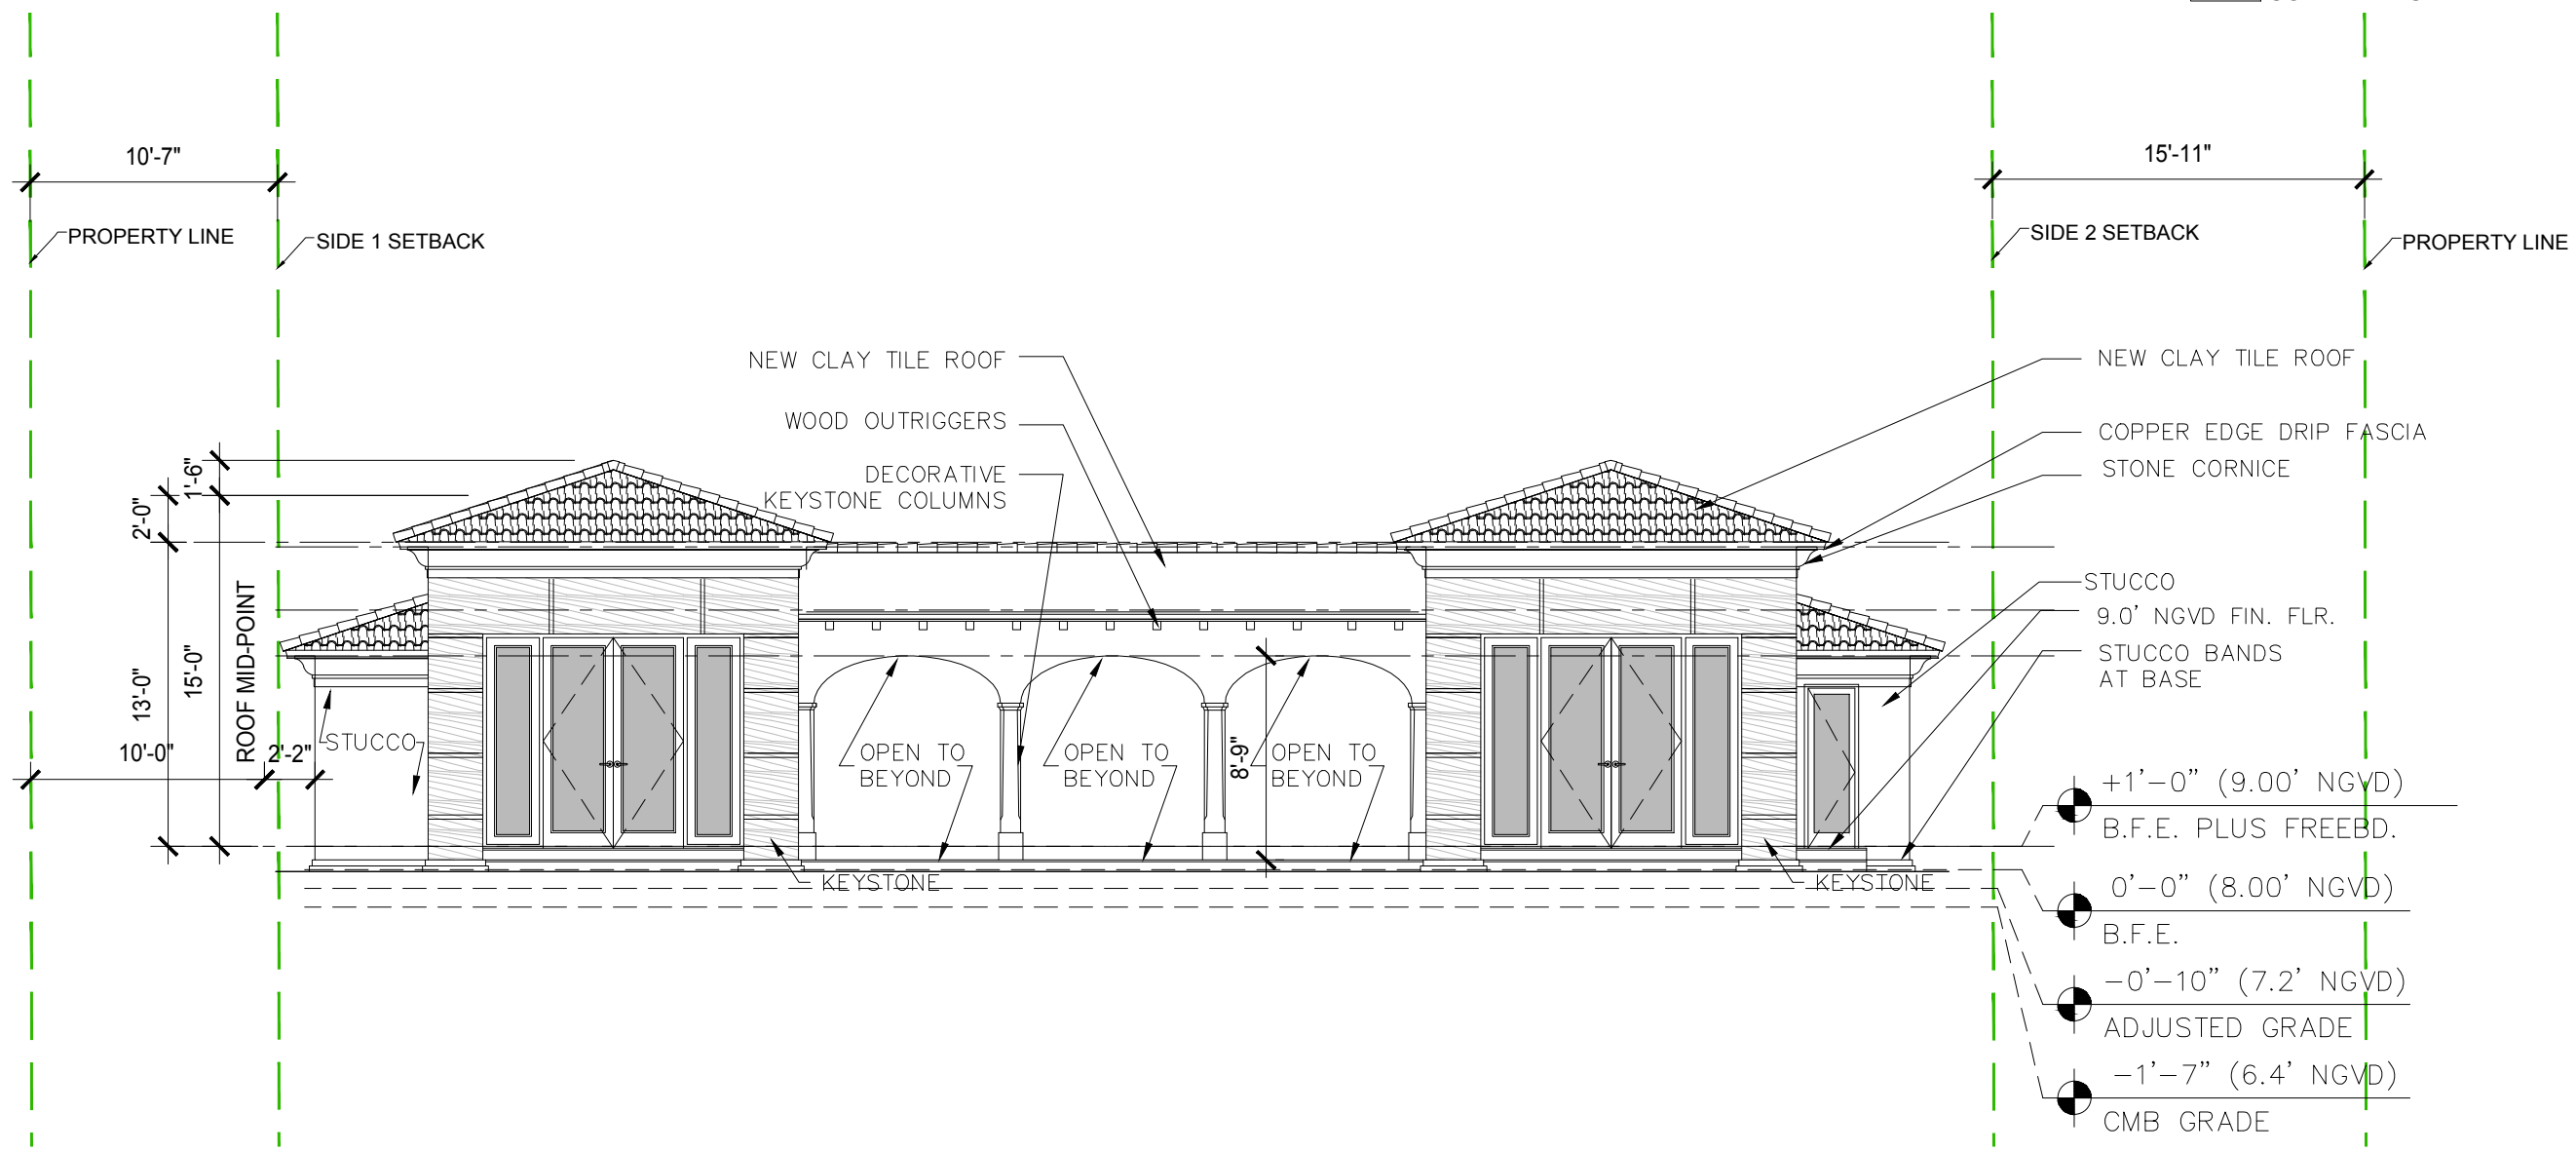 10'-7"
15'-11"
PROPERTY LINE
SIDE 1 SETBACK
SIDE 2 SETBACK
PROPERTY LINE
NEW CLAY TILE ROOF
NEW CLAY TILE ROOF
WOOD OUTRIGGERS
COPPER EDGE DRIP FASCIA
DECORATIVE
KEYSTONE COLUMNS
STONE CORNICE
1'-6"
2'-0"
13'-0"
15'-0"
ROOF MID-POINT
STUCCO
9.0' NGVD FIN. FLR.
STUCCO BANDS
AT BASE
10'-0"
2'-2"
STUCCO
OPEN TO
BEYOND
OPEN TO
BEYOND
8'-9"
OPEN TO
BEYOND
KEYSTONE
KEYSTONE
+1'-0" (9.00' NGVD)
B.F.E. PLUS FREEBD.
0'-0" (8.00' NGVD)
B.F.E.
-0'-10" (7.2' NGVD)
ADJUSTED GRADE
-1'-7" (6.4' NGVD)
CMB GRADE